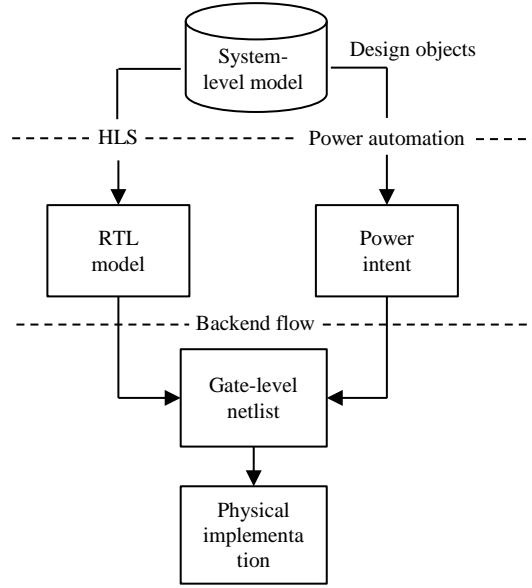 System-
level model
Design objects
HLS
Power automation
RTL
model
Power
intent
Backend flow
Gate-level
netlist
Physical
implementa
tion